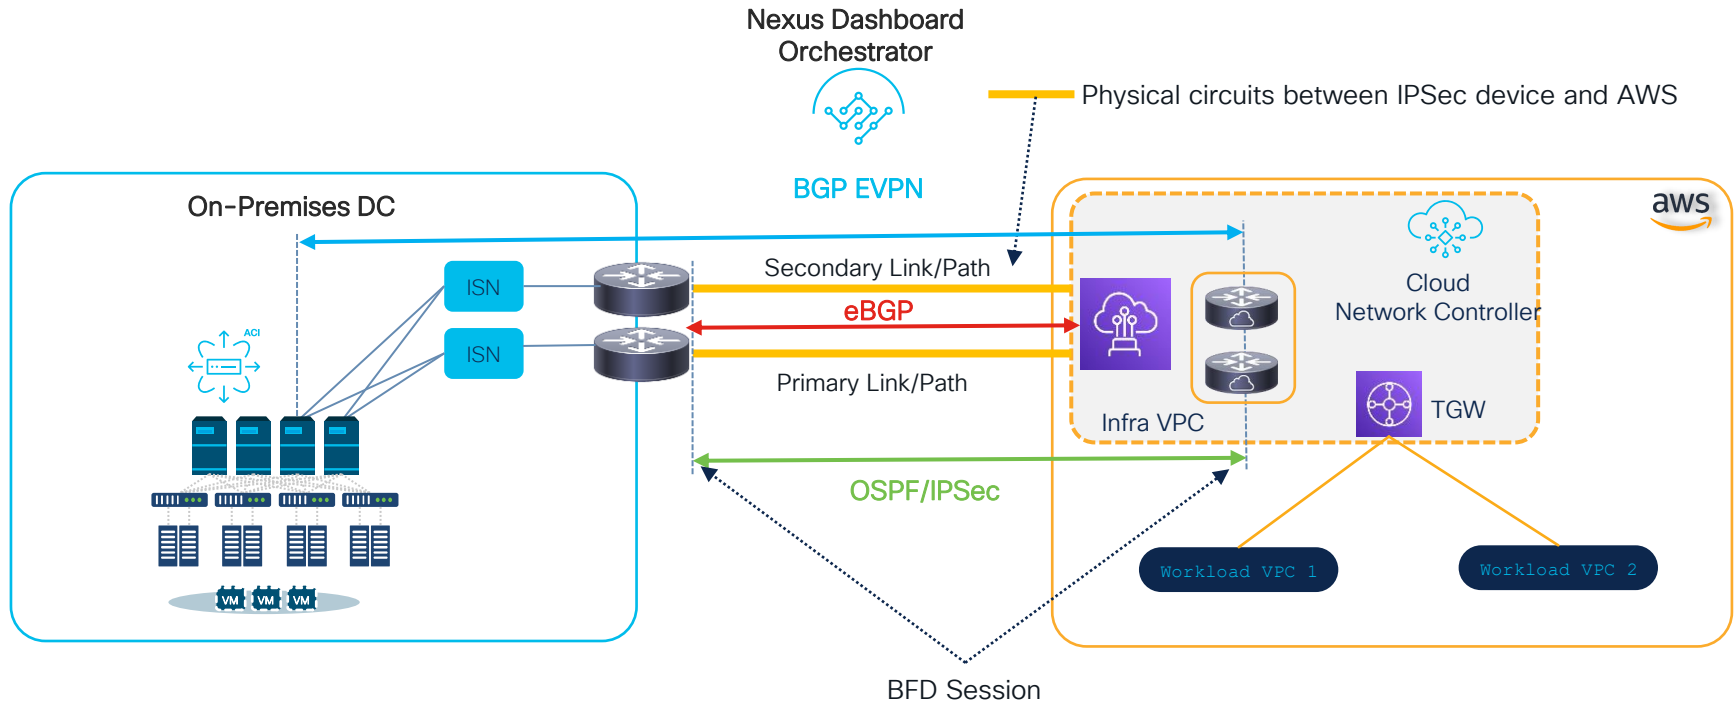 Nexus Dashboard
Orchestrator
Physical circuits between IPSec device and AWS
BGP EVPN
On-Premises DC
aws
Secondary Link/Path
ISN
eBGP
Cloud
Network Controller
ACI
ISN
Primary Link/Path
Infra VPC
TGW
OSPF/IPSec
Workload VPC 1
Workload VPC 2
VM
VM
VM
BFD Session